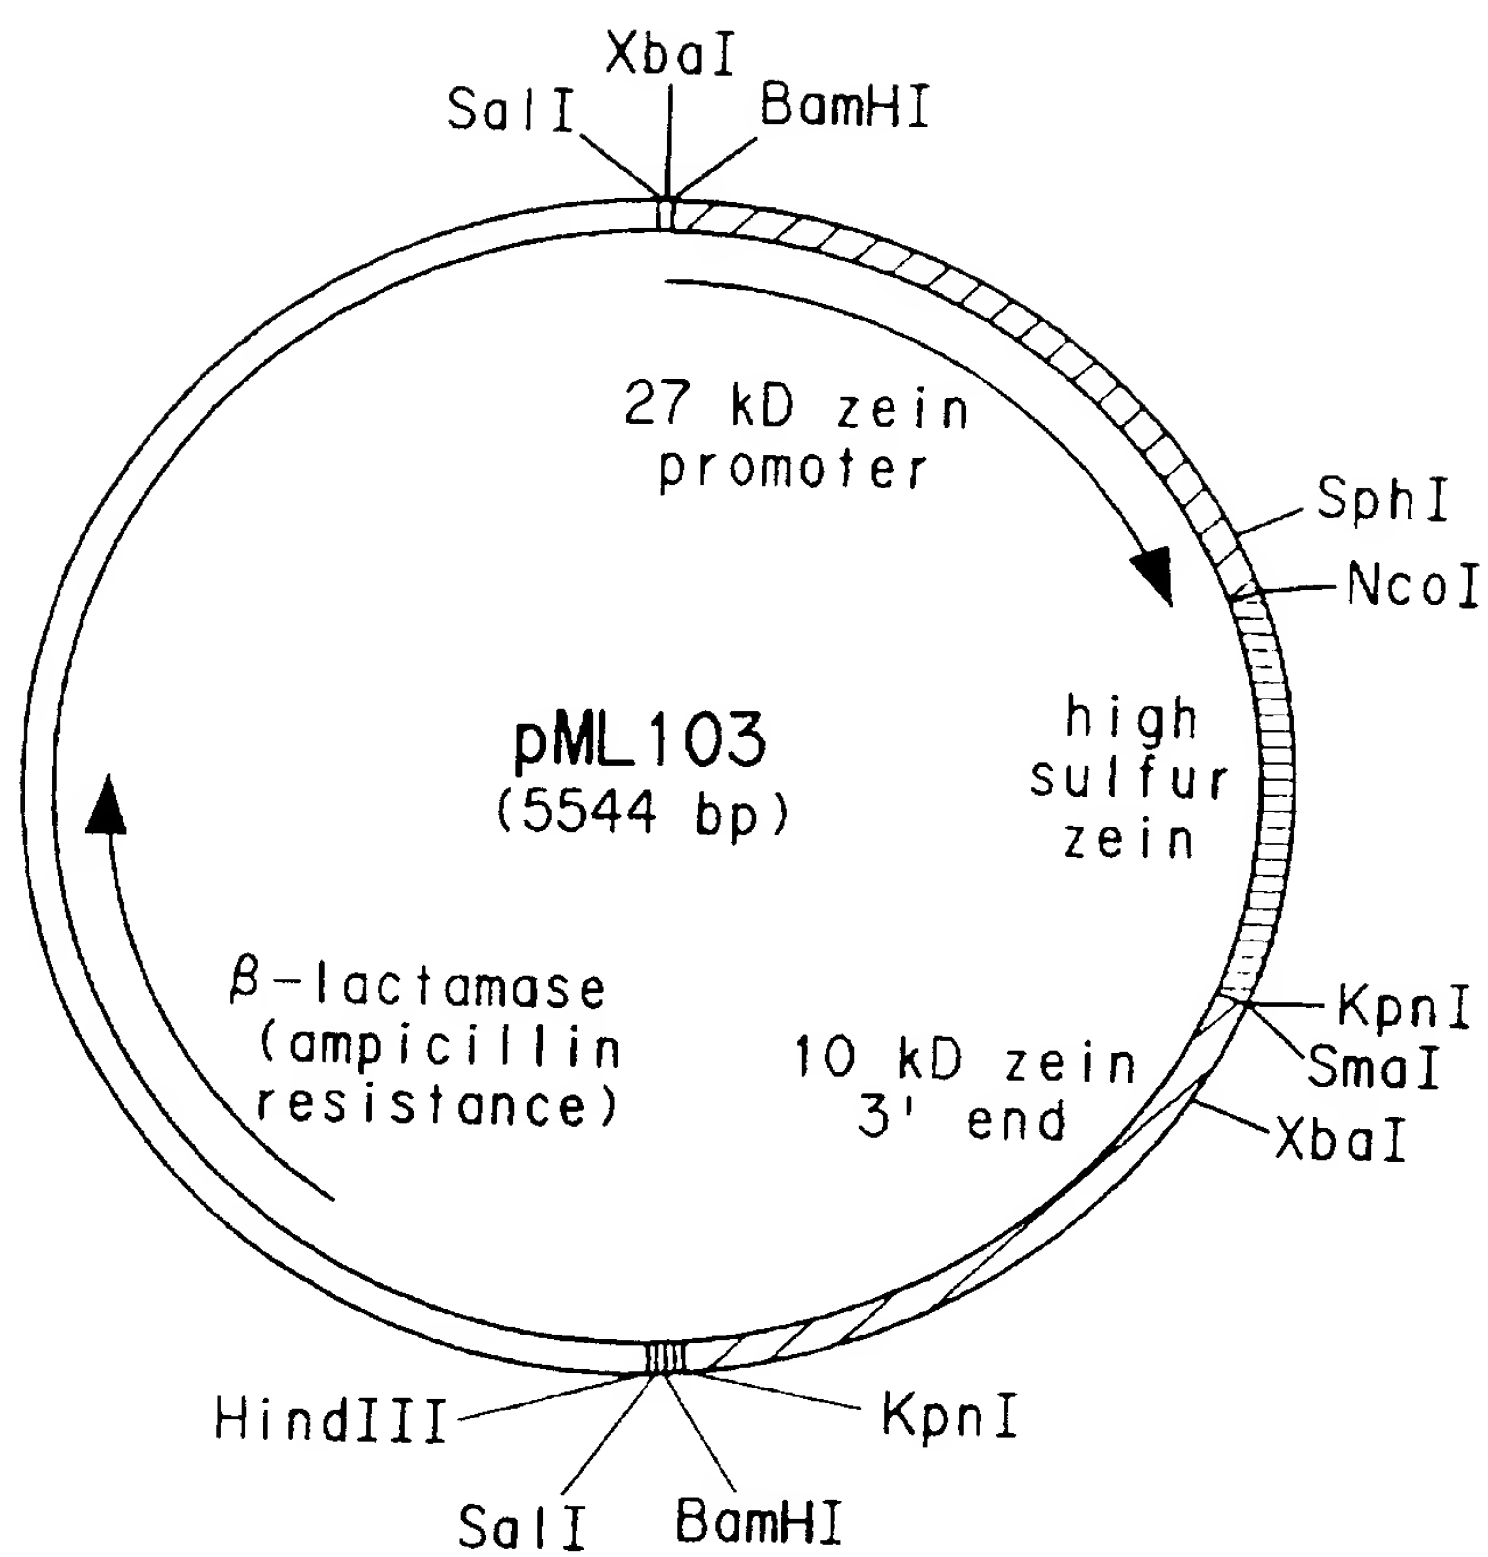 XbaI
SalI
BamHI
27 kD zein
promoter
SphI
NcoI
pML103
(5544 bp)
high
sulfur
zein
β-lactamase
(ampicillin
resistance)
10 kD zein
3' end
KpnI
SmaI
XbaI
HindIII
KpnI
SalI
BamHI